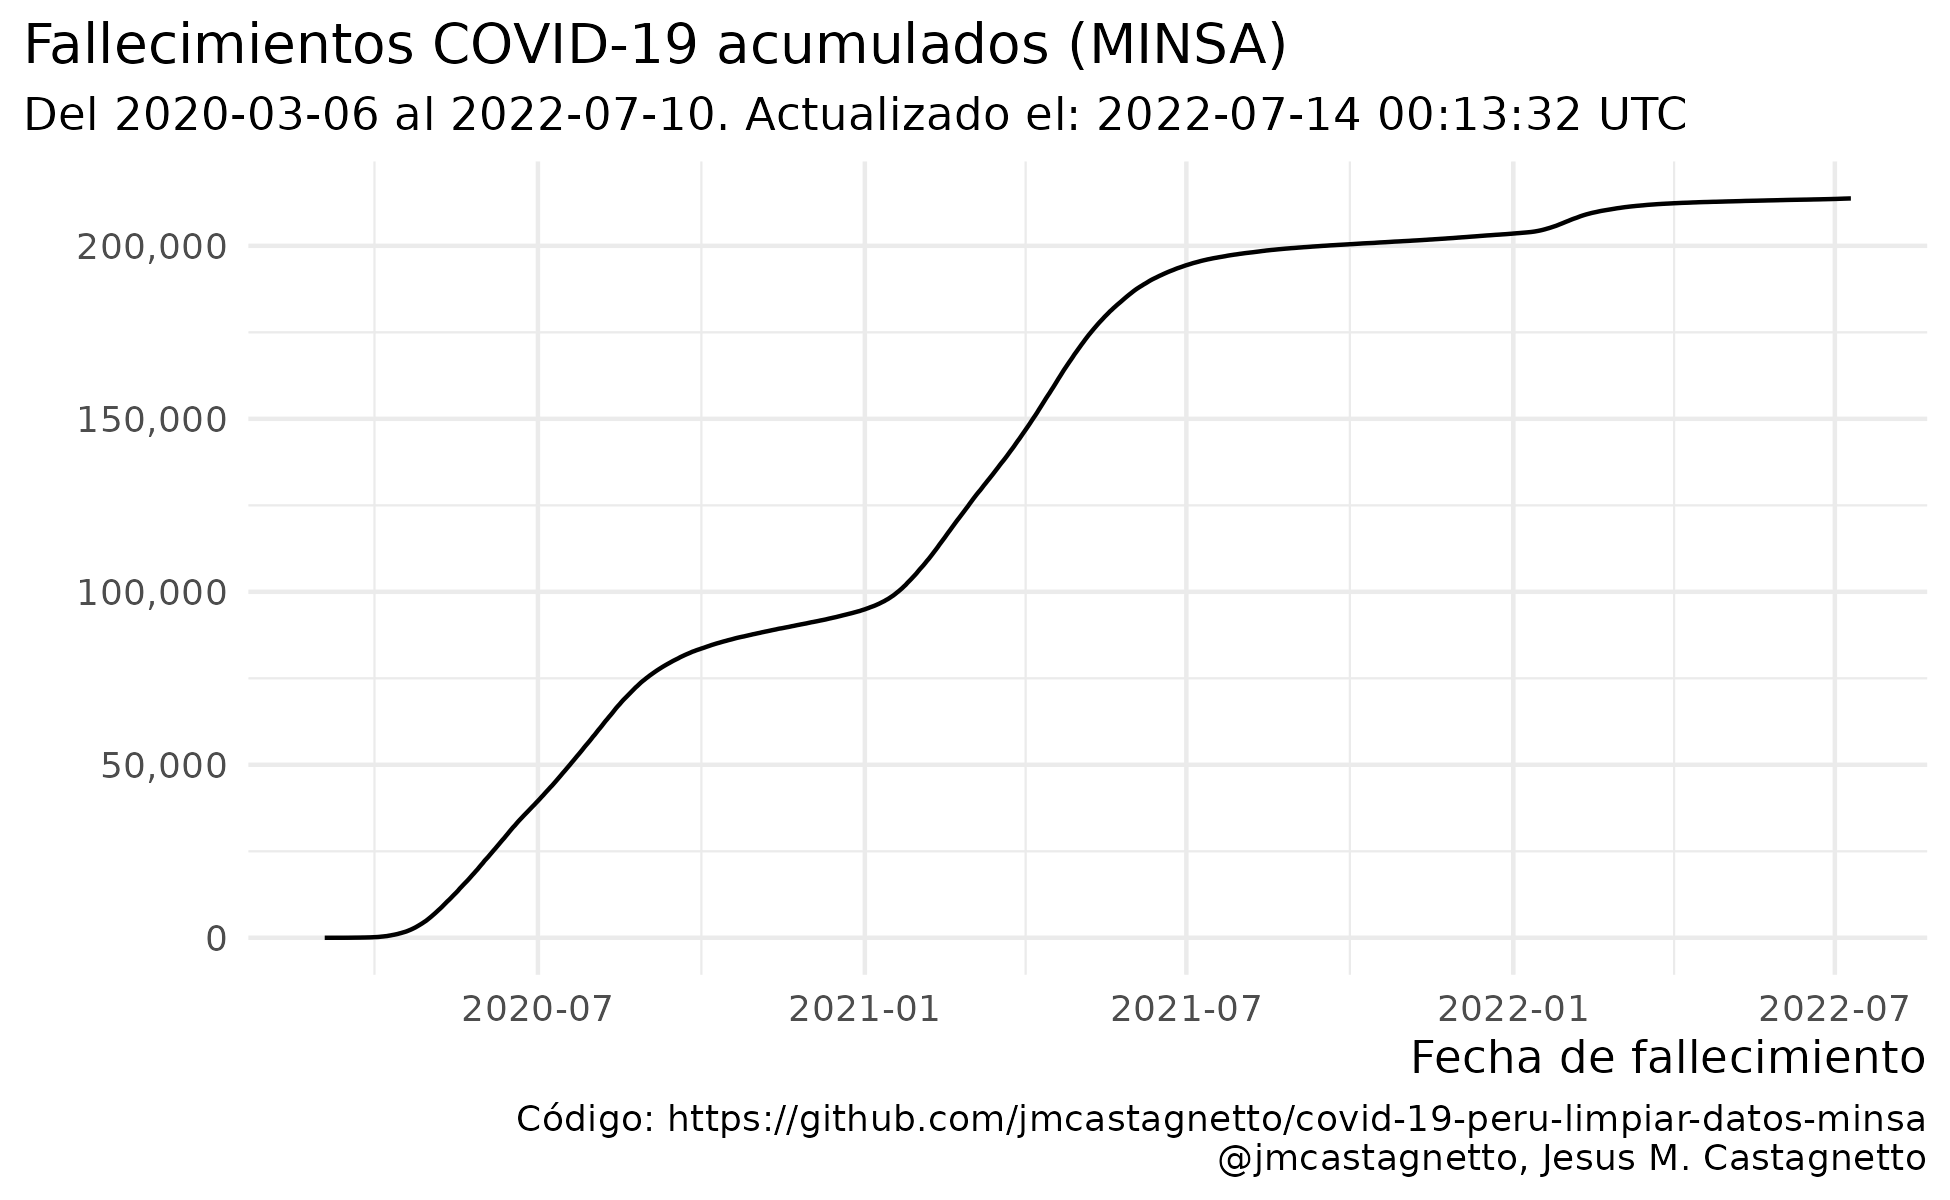 Fallecimientos COVID-19 acumulados (MINSA)
Del 2020-03-06 al 2022-07-10. Actualizado el: 2022-07-14 00:13:32 UTC
200,000
150,000
100,000
50,000
0
2020-07 2021-01 2021-07 2022-01 2022-07
Fecha de fallecimiento
Código: https://github.com/jmcastagnetto/covid-19-peru-limpiar-datos-minsa
@jmcastagnetto, Jesus M. Castagnetto